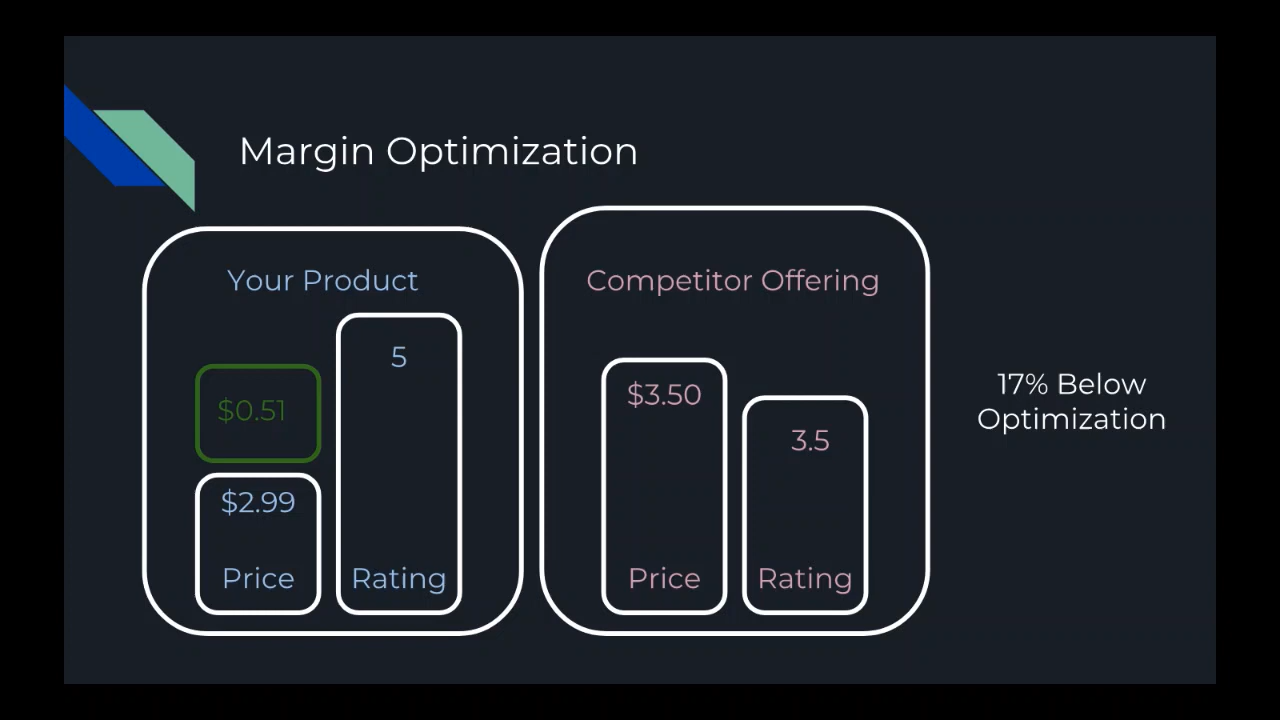 Margin Optimization
Your Product
5
$0.51
$2.99
Price
Rating
Competitor Offering
$3.50
3.5
Price
Rating
17% Below
Optimization